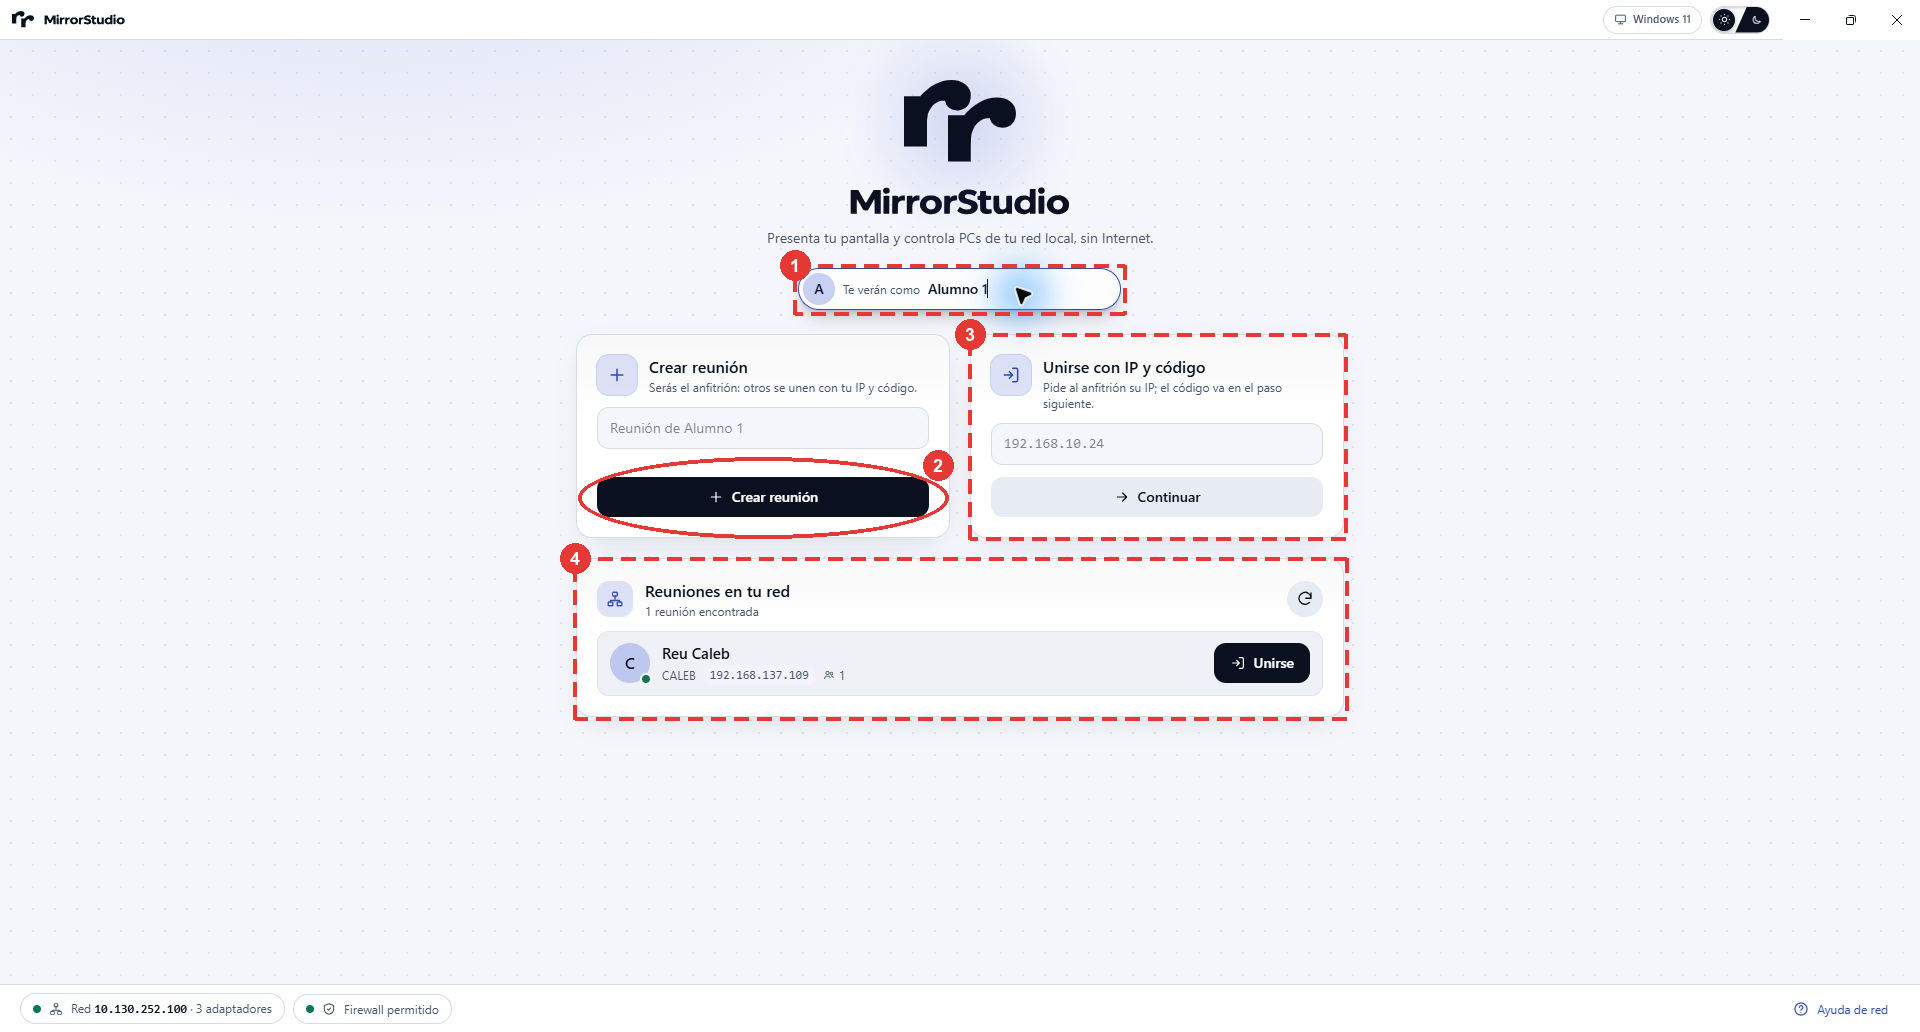 MirrorStudio
Windows 11
MirrorStudio
Presenta tu pantalla y controla PCs de tu red local, sin Internet.
1
A Te verán como Alumno 1
Crear reunión
Serás el anfitrión: otros se unen con tu IP y código.
Reunión de Alumno 1
2
Crear reunión
3
Unirse con IP y código
Pide al anfitrión su IP; el código va en el paso
siguiente.
192.168.10.24
Continuar
4
Reuniones en tu red
1 reunión encontrada
C
Reu Caleb
CALEB 192.168.137.109 1
Unirse
Red 10.130.252.100 · 3 adaptadores
Firewall permitido
Ayuda de red